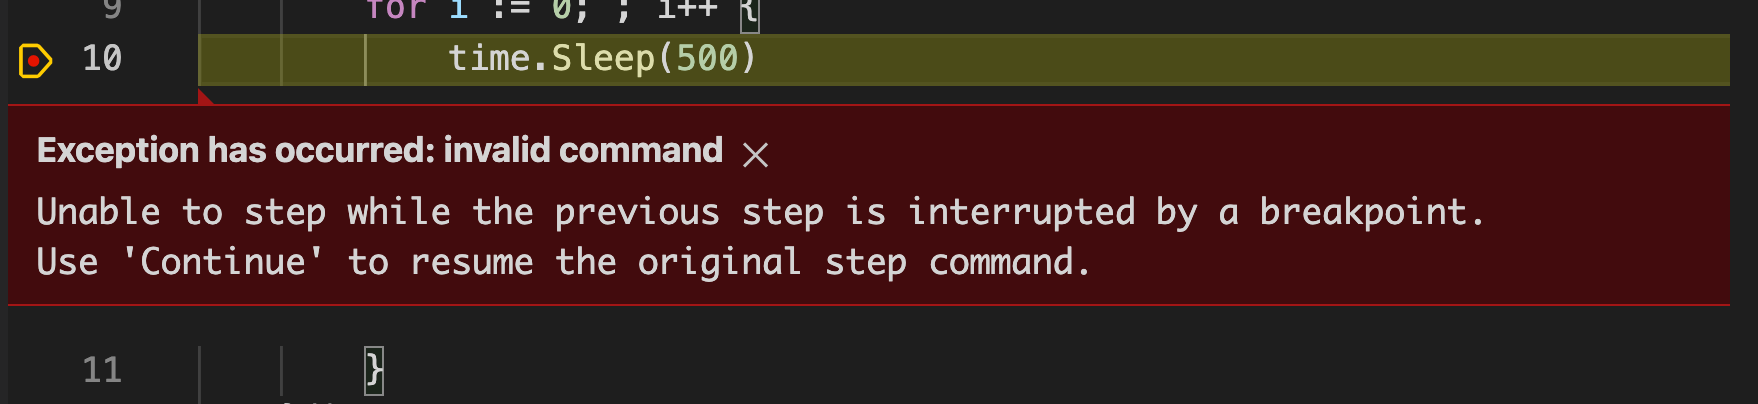 9 for i := 0; ; i++ {
10 time.Sleep(500)
Exception has occurred: invalid command
Unable to step while the previous step is interrupted by a breakpoint.
Use 'Continue' to resume the original step command.
11 }